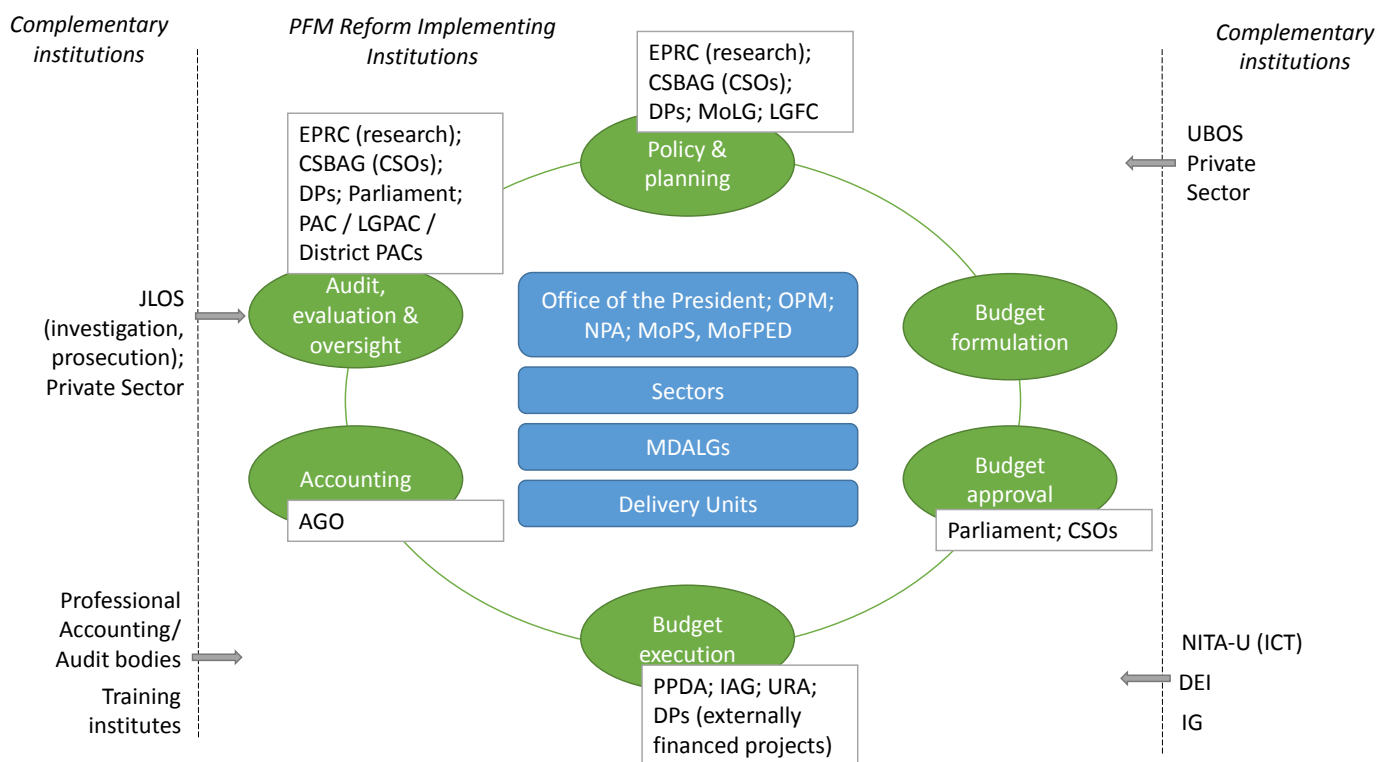 Complementary
institutions
PFM Reform Implementing
Institutions
Complementary
institutions
EPRC (research);
CSBAG (CSOs);
DPs; MoLG; LGFC
Policy &
planning
EPRC (research);
CSBAG (CSOs);
DPs; Parliament;
PAC / LGPAC /
District PACs
Audit,
evaluation &
oversight
UBOS
Private
Sector
JLOS
(investigation,
prosecution);
Private Sector
Office of the President; OPM;
NPA; MoPS, MoFPED
Sectors
MDALGs
Delivery Units
Budget
formulation
Accounting
AGO
Budget
approval
Parliament; CSOs
Professional
Accounting/
Audit bodies
Training
institutes
Budget
execution
PPDA; IAG; URA;
DPs (externally
financed projects)
NITA-U (ICT)
DEI
IG